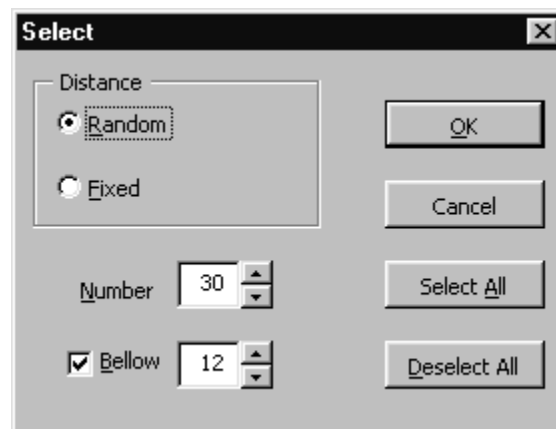 Select
Distance
Random
Fixed
OK
Cancel
Number 30
Select All
Bellow 12
Deselect All